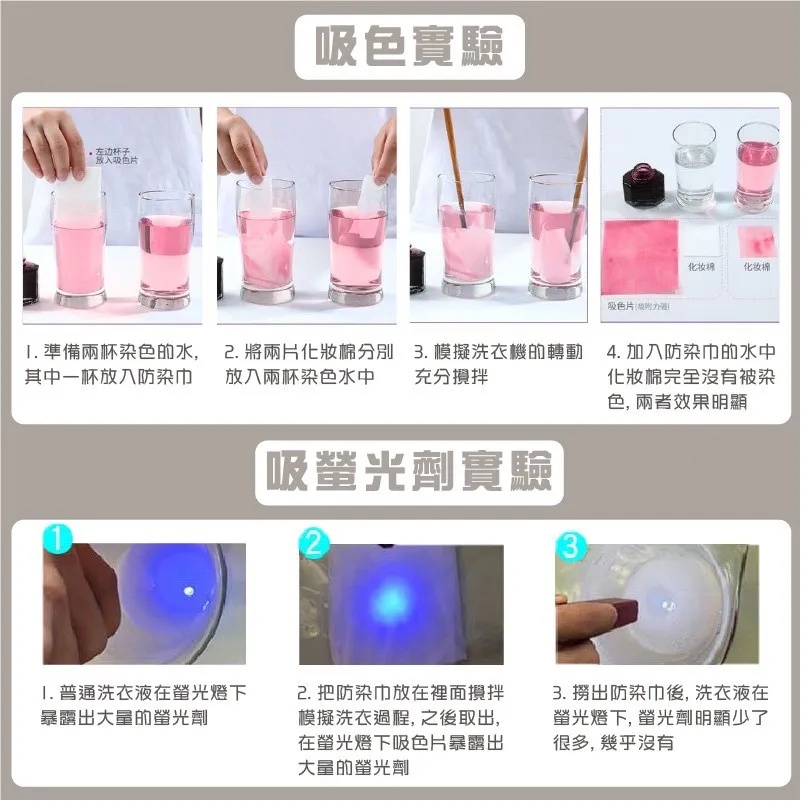 吸色實驗
左边杯子
放入吸色片
化妆棉
化妆棉
吸色片(吸附力强)
1. 準備兩杯染色的水,
其中一杯放入防染巾
2. 將兩片化妝棉分別
放入兩杯染色水中
3. 模擬洗衣機的轉動
充分攪拌
4. 加入防染巾的水中
化妝棉完全沒有被染
色, 兩者效果明顯
吸螢光劑實驗
1
2
3
1. 普通洗衣液在螢光燈下
暴露出大量的螢光劑
2. 把防染巾放在裡面攪拌
模擬洗衣過程, 之後取出,
在螢光燈下吸色片暴露出
大量的螢光劑
3. 撈出防染巾後, 洗衣液在
螢光燈下, 螢光劑明顯少了
很多, 幾乎沒有